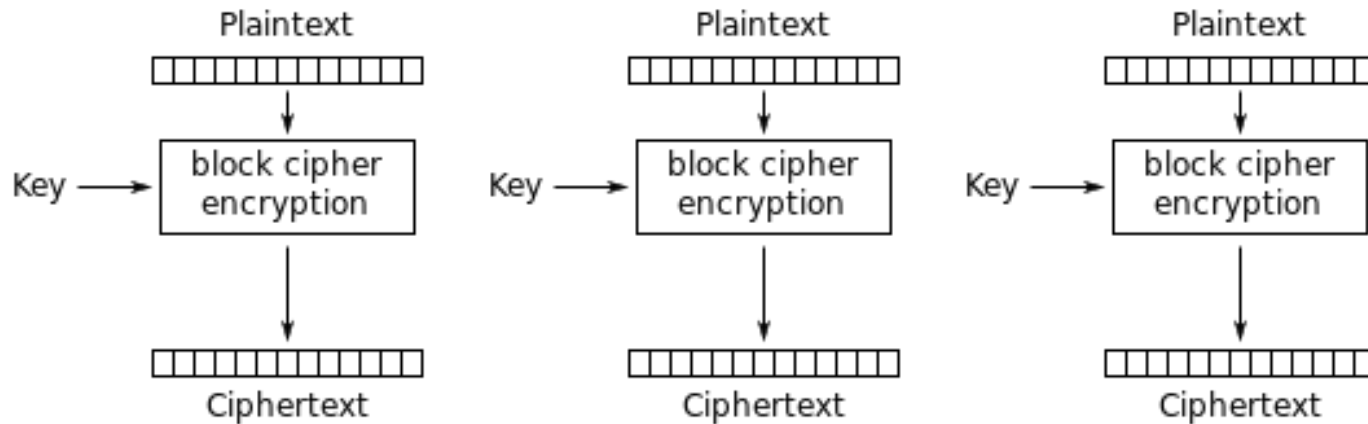 Plaintext Plaintext Plaintext
Key block cipher encryption Key block cipher encryption Key block cipher encryption
Ciphertext Ciphertext Ciphertext